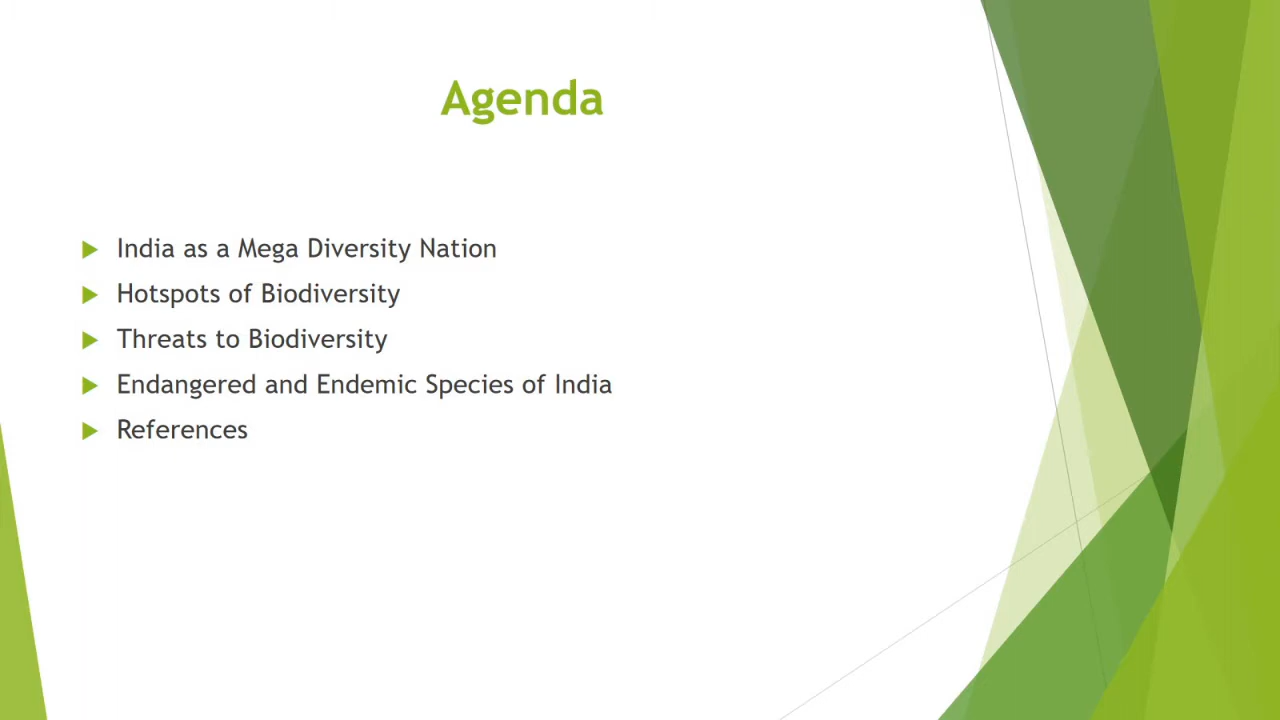 Agenda
India as a Mega Diversity Nation
Hotspots of Biodiversity
Threats to Biodiversity
Endangered and Endemic Species of India
References